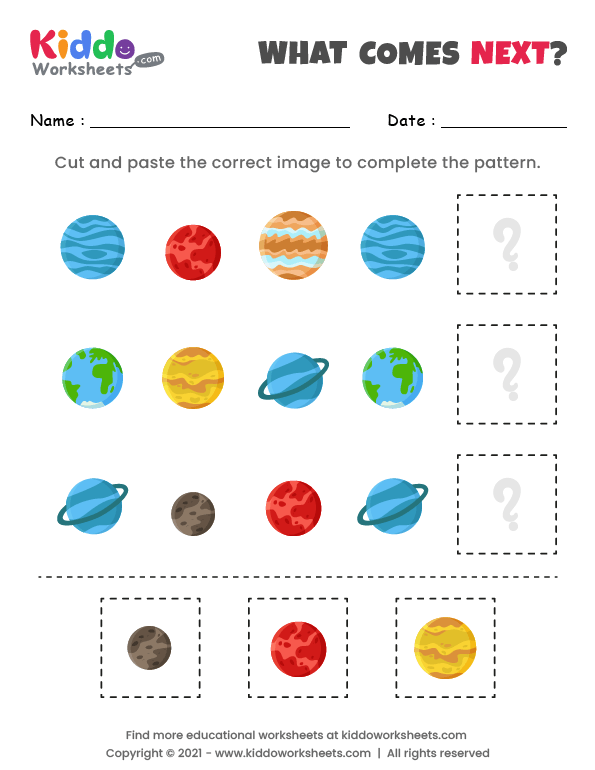 Kiddo
Worksheets
.com
WHAT COMES NEXT?
Name :
Date :
Cut and paste the correct image to complete the pattern.
?
?
?
Find more educational worksheets at kiddoworksheets.com
Copyright © 2021 - www.kiddoworksheets.com | All rights reserved